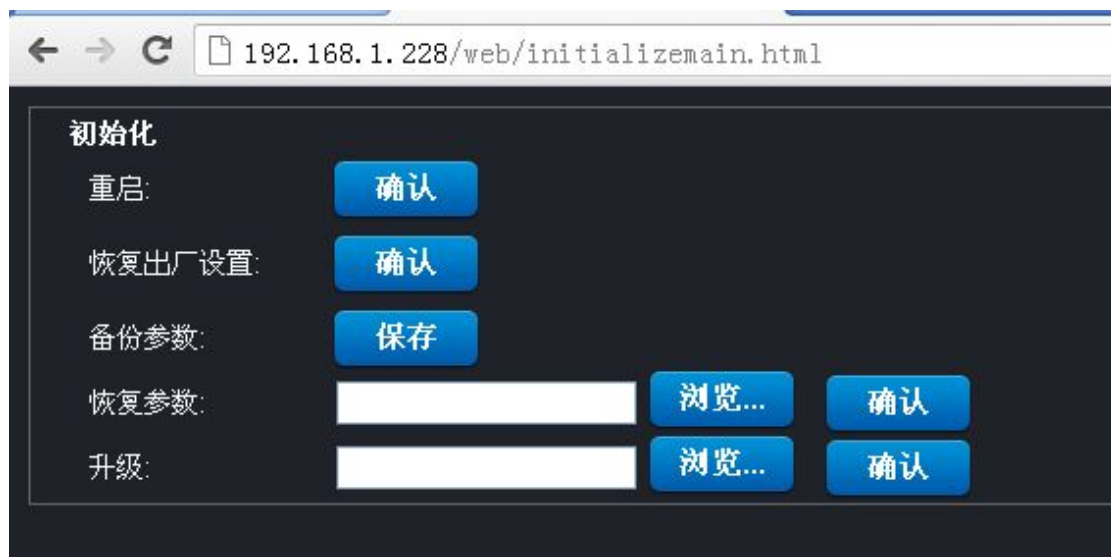 192.168.1.228/web/initializemain.html
初始化
重启: 确认
恢复出厂设置: 确认
备份参数: 保存
恢复参数: 浏览... 确认
升级: 浏览... 确认